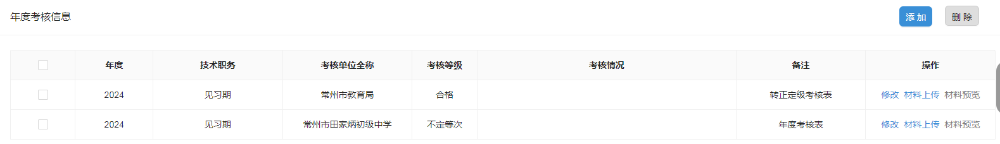 年度考核信息 添 加 删 除
年度 技术职务 考核单位全称 考核等级 考核情况 备注 操作
2024 见习期 常州市教育局 合格 转正定级考核表 修改 材料上传 材料预览
2024 见习期 常州市田家炳初级中学 不定等次 年度考核表 修改 材料上传 材料预览